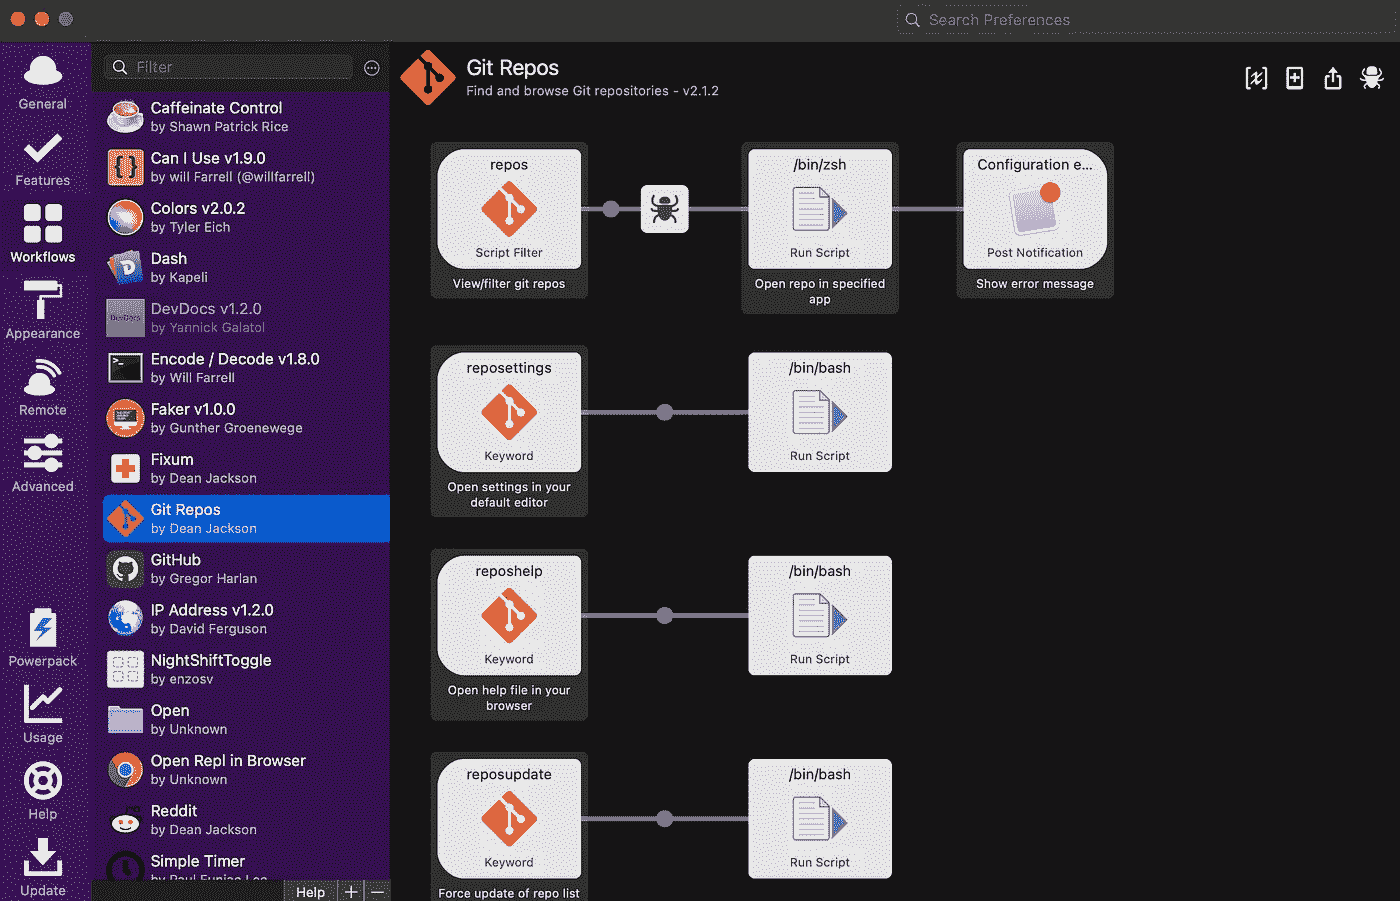 Search Preferences
General
Features
Workflows
Appearance
Remote
Advanced
Powerpack
Usage
Help
Update
Filter
Caffeinate Control
by Shawn Patrick Rice
Can I Use v1.9.0
by will Farrell (@willfarrell)
Colors v2.0.2
by Tyler Eich
Dash
by Kapeli
DevDocs v1.2.0
by Yannick Galatol
Encode / Decode v1.8.0
by Will Farrell
Faker v1.0.0
by Gunther Groenewege
Fixum
by Dean Jackson
Git Repos
by Dean Jackson
GitHub
by Gregor Harlan
IP Address v1.2.0
by David Ferguson
NightShiftToggle
by enzosv
Open
by Unknown
Open Repl in Browser
by Unknown
Reddit
by Dean Jackson
Simple Timer
Help
Git Repos
Find and browse Git repositories - v2.1.2
repos
Script Filter
View/filter git repos
/bin/zsh
Run Script
Open repo in specified
app
Configuration e...
Post Notification
Show error message
reposettings
Keyword
Open settings in your
default editor
/bin/bash
Run Script
reposhelp
Keyword
Open help file in your
browser
/bin/bash
Run Script
reposupdate
Keyword
Force update of repo list
/bin/bash
Run Script